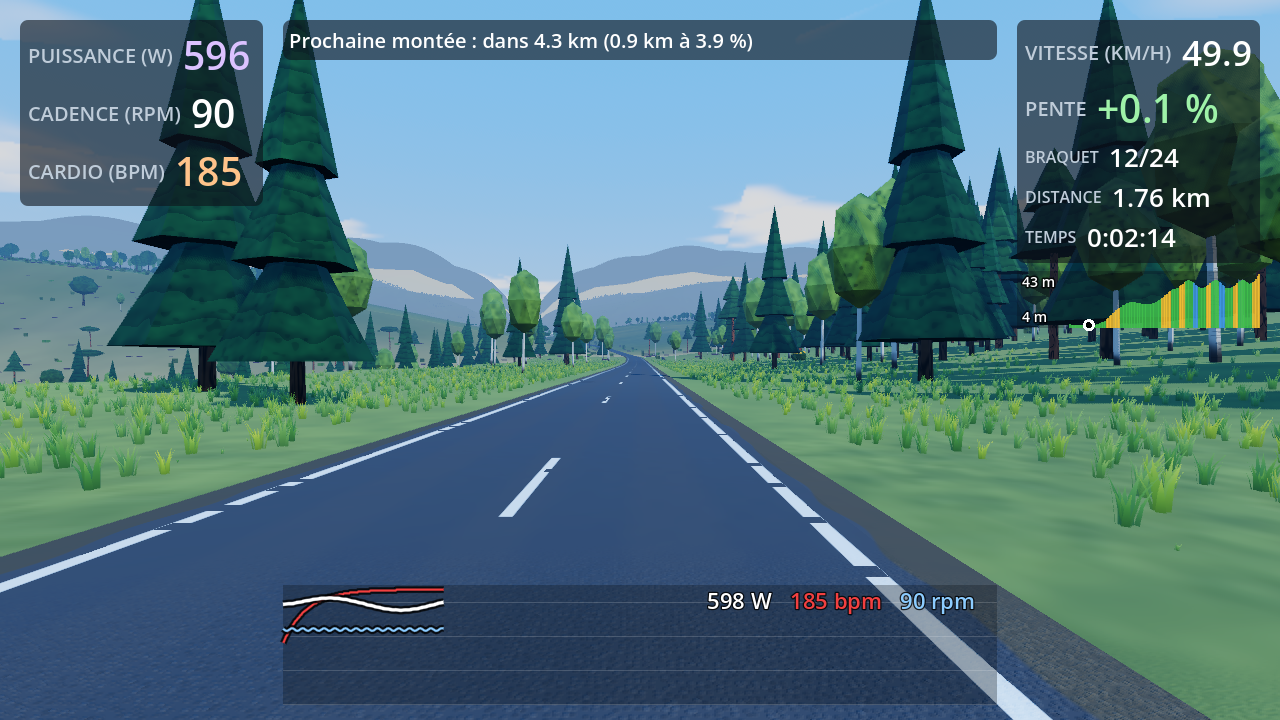 PUISSANCE (W) 596
CADENCE (RPM) 90
CARDIO (BPM) 185
Prochaine montée : dans 4.3 km (0.9 km à 3.9 %)
VITESSE (KM/H) 49.9
PENTE +0.1 %
BRAQUET 12/24
DISTANCE 1.76 km
TEMPS 0:02:14
43 m
4 m
598 W 185 bpm 90 rpm